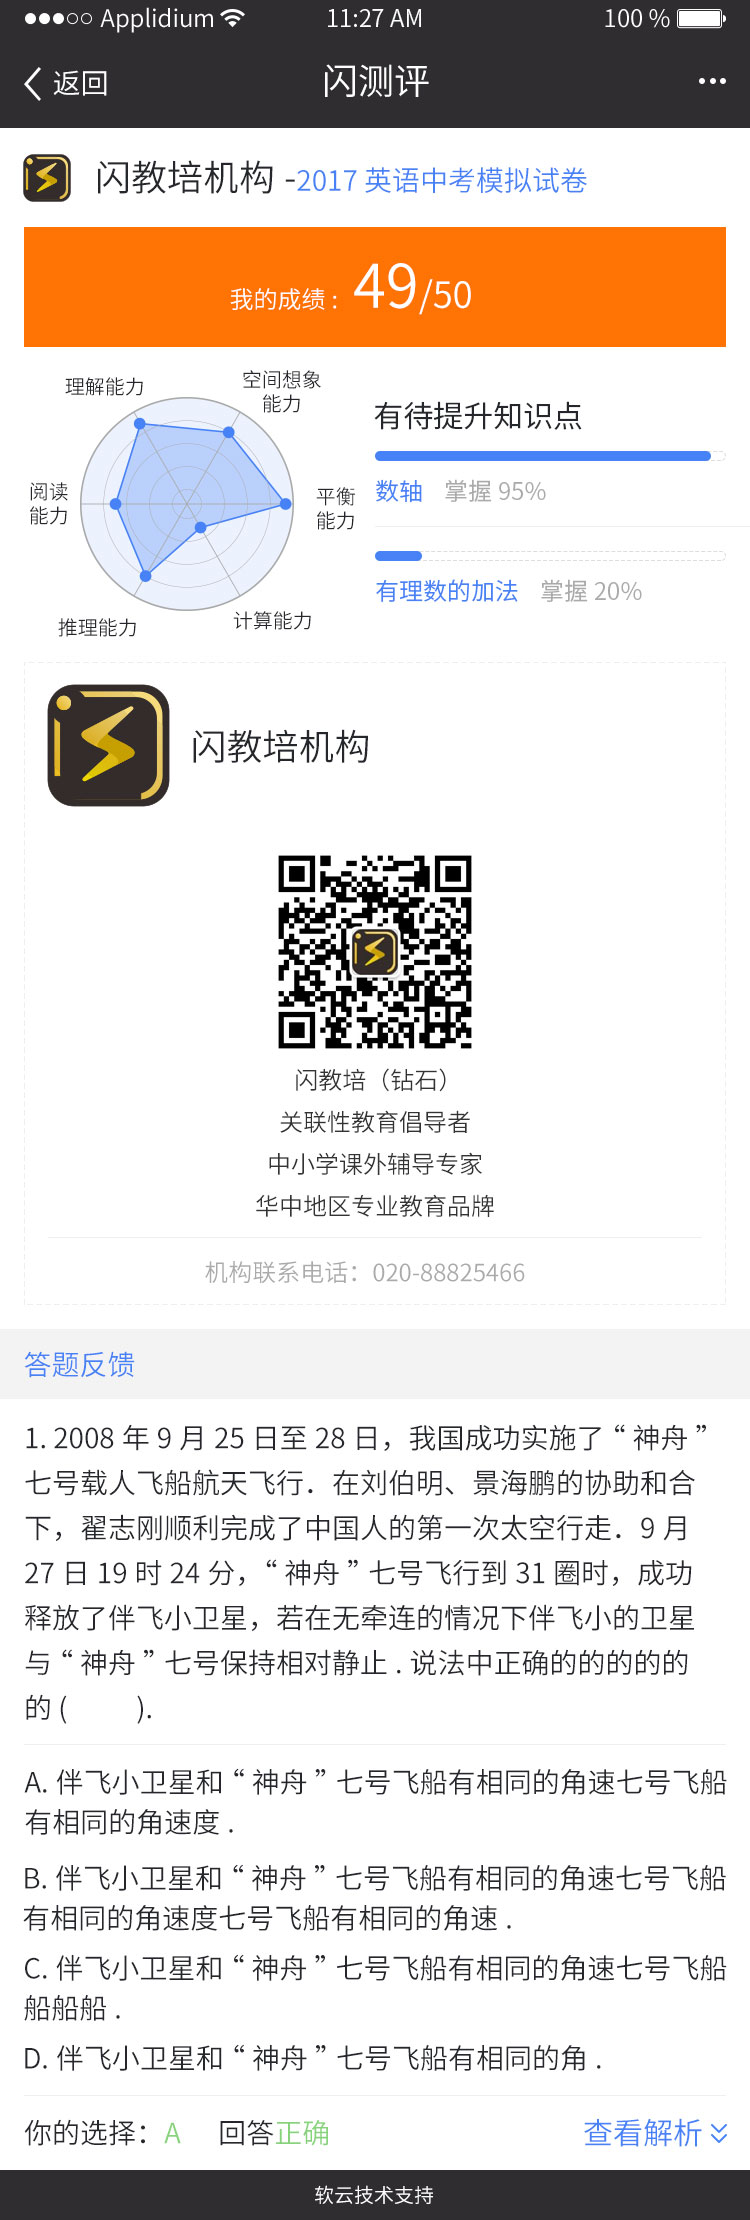 Applidium 11:27 AM 100 %
返回 闪测评
闪教培机构 -2017 英语中考模拟试卷
我的成绩 : 49/50
理解能力
空间想象
能力
阅读
能力
平衡
能力
推理能力
计算能力
有待提升知识点
数轴 掌握 95%
有理数的加法 掌握 20%
闪教培机构
闪教培（钻石）
关联性教育倡导者
中小学课外辅导专家
华中地区专业教育品牌
机构联系电话：020-88825466
答题反馈
1. 2008 年 9 月 25 日至 28 日，我国成功实施了 “ 神舟 ”
七号载人飞船航天飞行．在刘伯明、景海鹏的协助和合
下，翟志刚顺利完成了中国人的第一次太空行走．9 月
27 日 19 时 24 分，“ 神舟 ” 七号飞行到 31 圈时，成功
释放了伴飞小卫星，若在无牵连的情况下伴飞小的卫星
与 “ 神舟 ” 七号保持相对静止 . 说法中正确的的的的的的
的 ( ).
A. 伴飞小卫星和 “ 神舟 ” 七号飞船有相同的角速七号飞船
有相同的角速度 .
B. 伴飞小卫星和 “ 神舟 ” 七号飞船有相同的角速七号飞船
有相同的角速度七号飞船有相同的角速 .
C. 伴飞小卫星和 “ 神舟 ” 七号飞船有相同的角速七号飞船
船船船 .
D. 伴飞小卫星和 “ 神舟 ” 七号飞船有相同的角 .
你的选择：A 回答正确 查看解析
软云技术支持